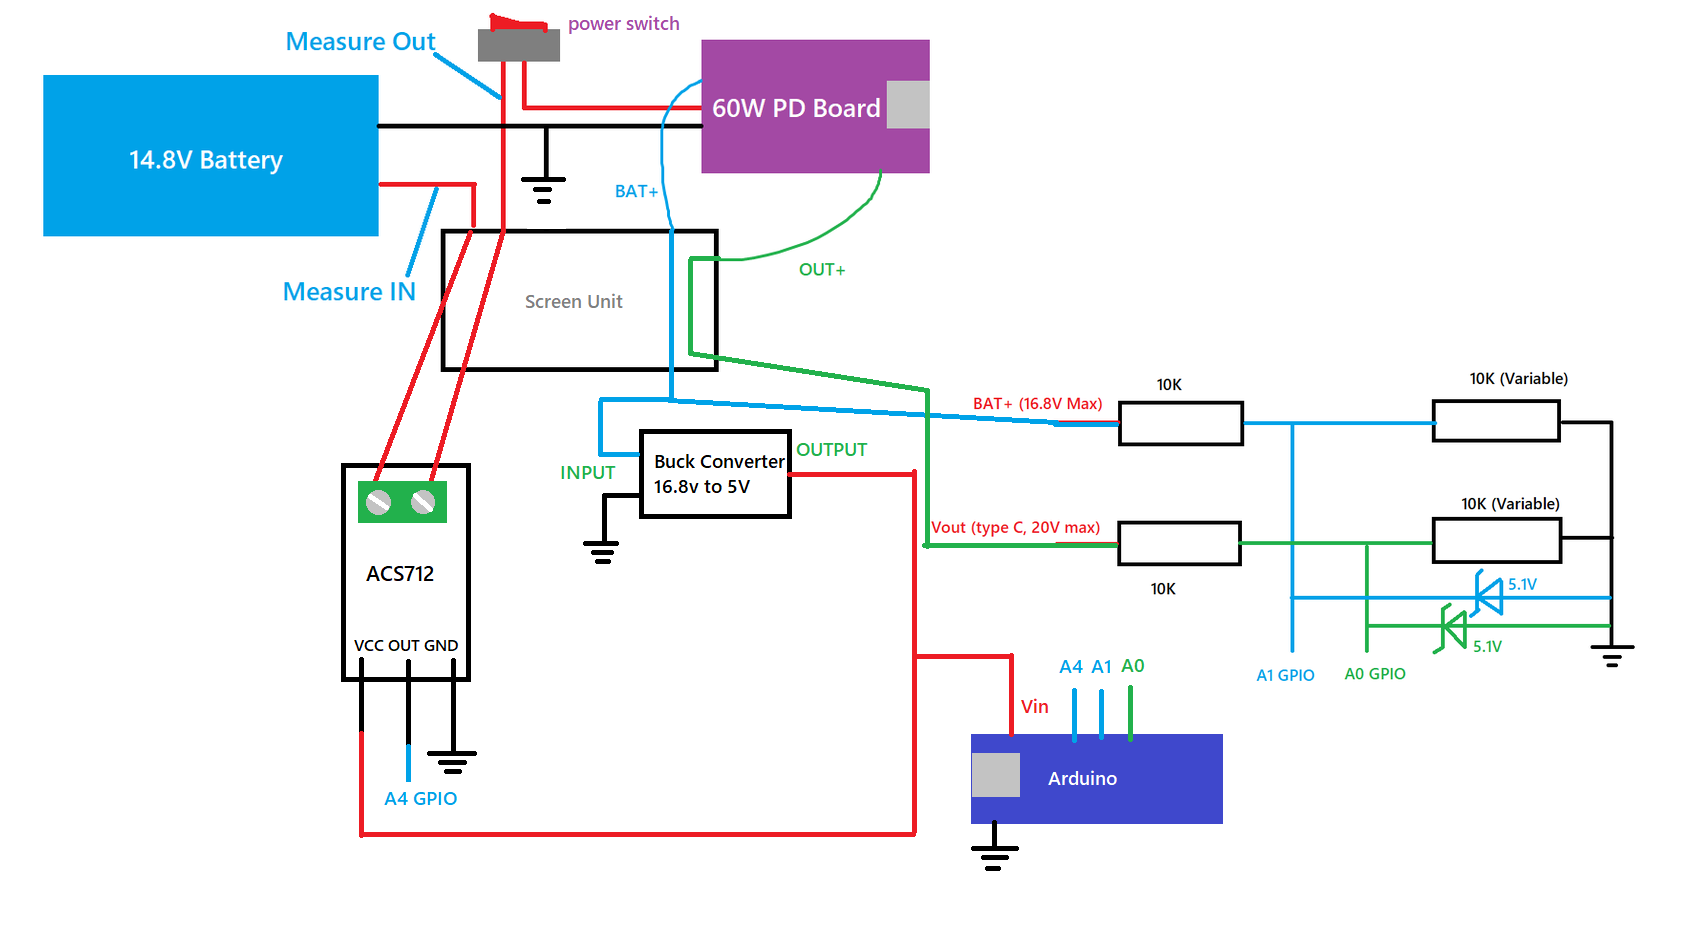 power switch
Measure Out
60W PD Board
14.8V Battery
BAT+
OUT+
Measure IN
Screen Unit
10K (Variable)
10K
BAT+ (16.8V Max)
OUTPUT
Buck Converter
16.8v to 5V
INPUT
10K (Variable)
Vout (type C, 20V max)
ACS712
5.1V
10K
VCC OUT GND
5.1V
A4 A1 A0
A1 GPIO
A0 GPIO
Vin
Arduino
A4 GPIO